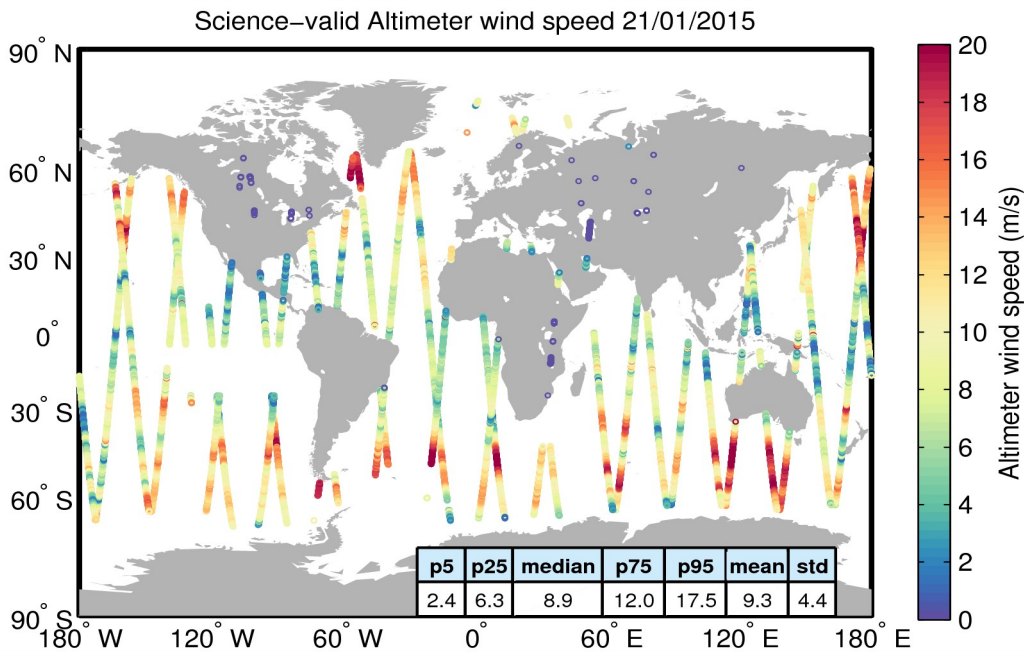 Science−valid Altimeter wind speed 21/01/2015
90° N
60° N
30° N
0°
30° S
60° S
90° S
180° W
120° W
60° W
0°
60° E
120° E
180° E
p5 p25 median p75 p95 mean std
2.4 6.3 8.9 12.0 17.5 9.3 4.4
20
18
16
14
12
10
8
6
4
2
0
Altimeter wind speed (m/s)